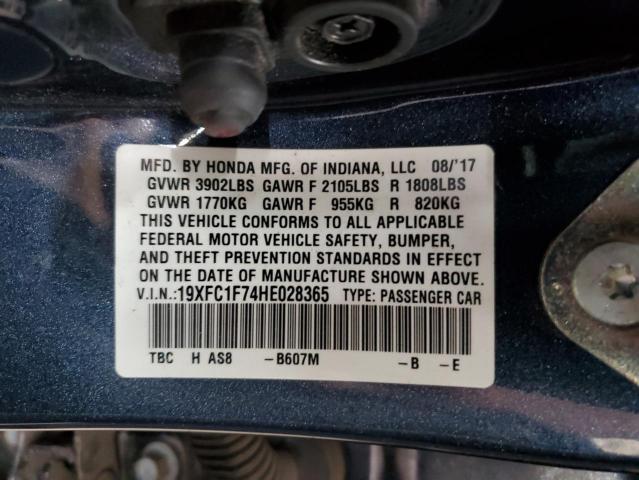 MFD. BY HONDA MFG. OF INDIANA, LLC 08/'17
GVWR 3902LBS GAWR F 2105LBS R 1808LBS
GVWR 1770KG GAWR F 955KG R 820KG
THIS VEHICLE CONFORMS TO ALL APPLICABLE
FEDERAL MOTOR VEHICLE SAFETY, BUMPER,
AND THEFT PREVENTION STANDARDS IN EFFECT
ON THE DATE OF MANUFACTURE SHOWN ABOVE.
V.I.N.:19XFC1F74HE028365 TYPE: PASSENGER CAR
TBC H AS8 -B607M -B -E